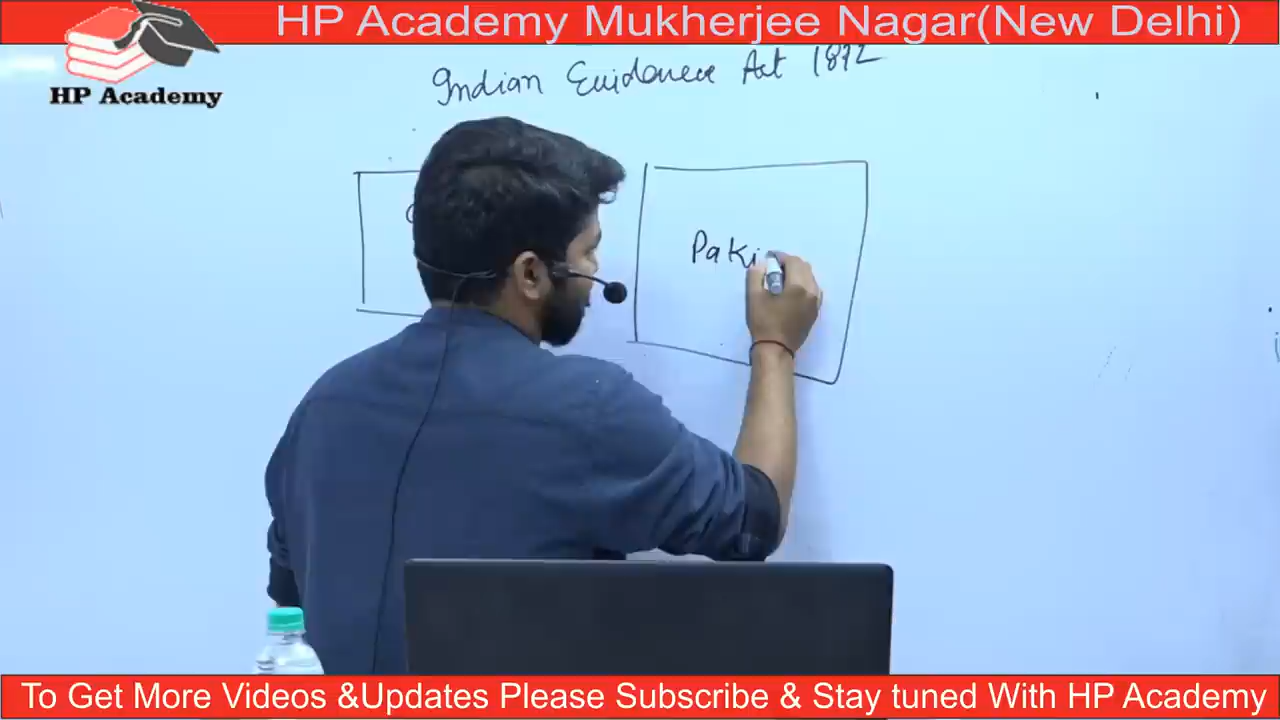 HP Academy Mukherjee Nagar(New Delhi)
HP Academy
Indian Evidence Act 1872
Paki
To Get More Videos &Updates Please Subscribe & Stay tuned With HP Academy